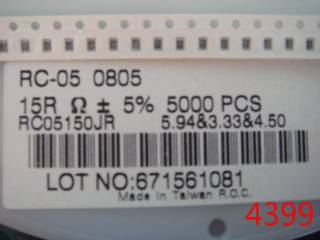 RC-05 0805
15R Ω ± 5% 5000 PCS
RC05150JR 5.94&3.33&4.50
LOT NO:671561081
Made in Taiwan R.O.C.
4399